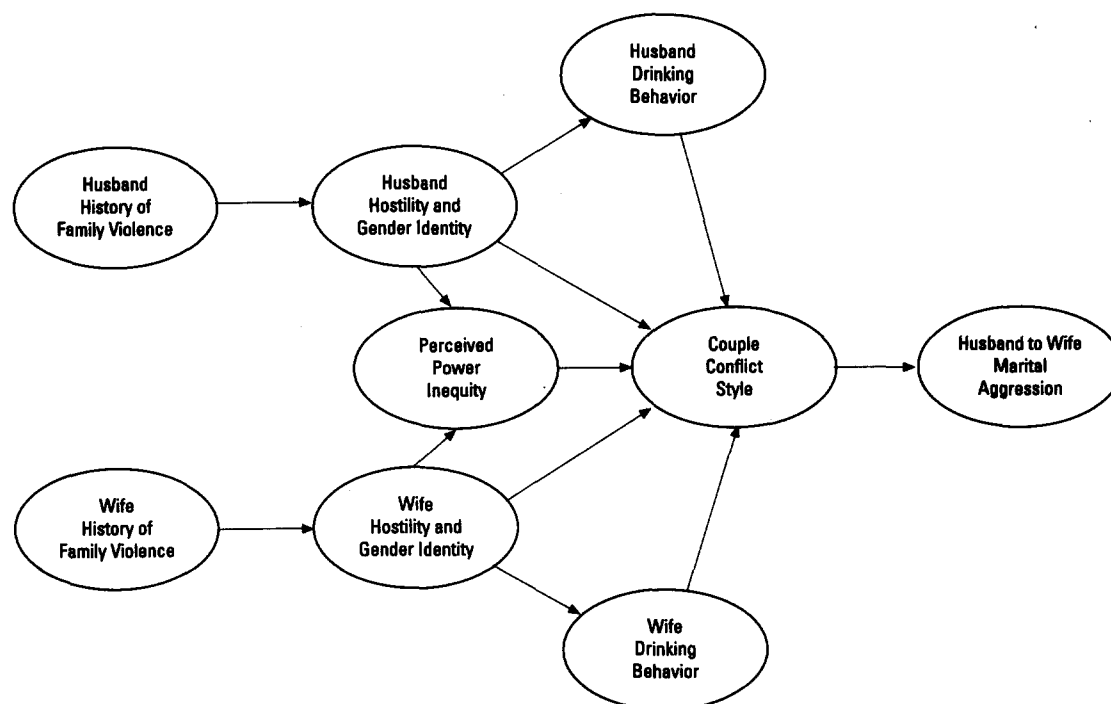 Husband
Drinking
Behavior
Husband
History of
Family Violence
Husband
Hostility and
Gender Identity
Perceived
Power
Inequity
Couple
Conflict
Style
Husband to Wife
Marital
Aggression
Wife
History of
Family Violence
Wife
Hostility and
Gender Identity
Wife
Drinking
Behavior